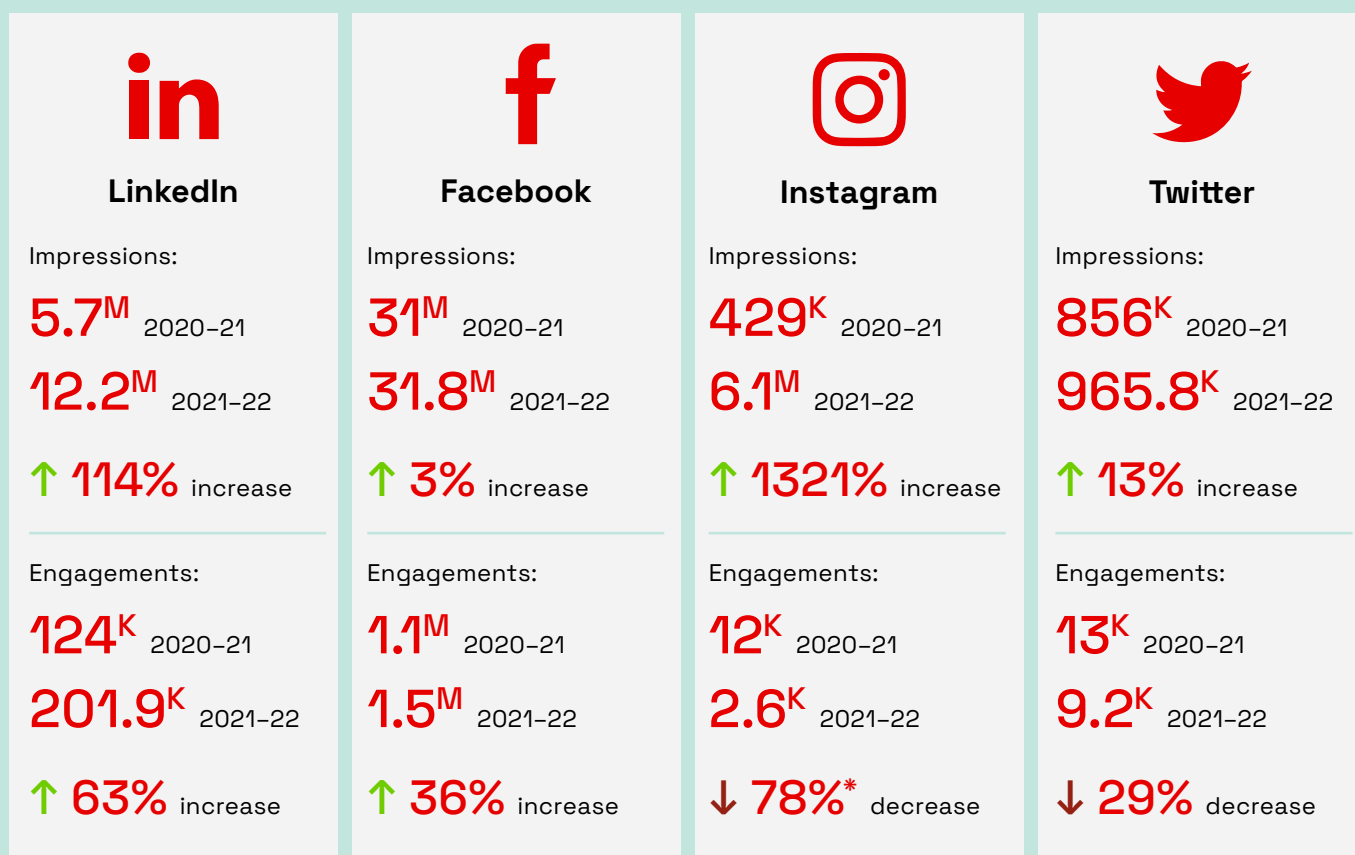 in
LinkedIn
Impressions:
5.7M 2020–21
12.2M 2021–22
↑ 114% increase
Engagements:
124K 2020–21
201.9K 2021–22
↑ 63% increase
f
Facebook
Impressions:
31M 2020–21
31.8M 2021–22
↑ 3% increase
Engagements:
1.1M 2020–21
1.5M 2021–22
↑ 36% increase
Instagram
Impressions:
429K 2020–21
6.1M 2021–22
↑ 1321% increase
Engagements:
12K 2020–21
2.6K 2021–22
↓ 78%* decrease
Twitter
Impressions:
856K 2020–21
965.8K 2021–22
↑ 13% increase
Engagements:
13K 2020–21
9.2K 2021–22
↓ 29% decrease